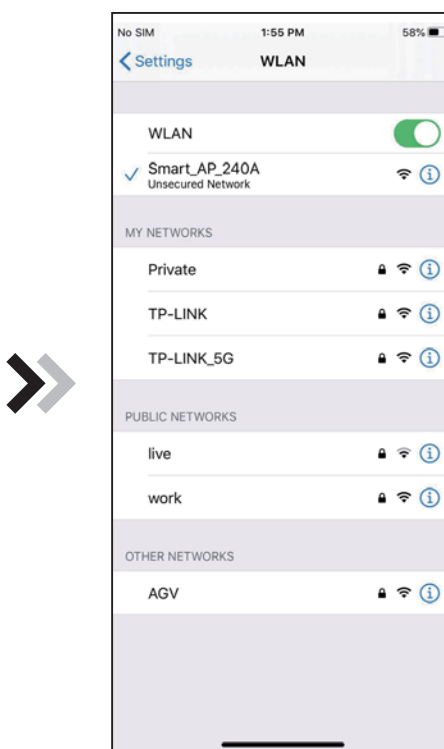 No SIM 1:55 PM 58%
Settings WLAN
WLAN
Smart_AP_240A
Unsecured Network
MY NETWORKS
Private
TP-LINK
TP-LINK_5G
PUBLIC NETWORKS
live
work
OTHER NETWORKS
AGV